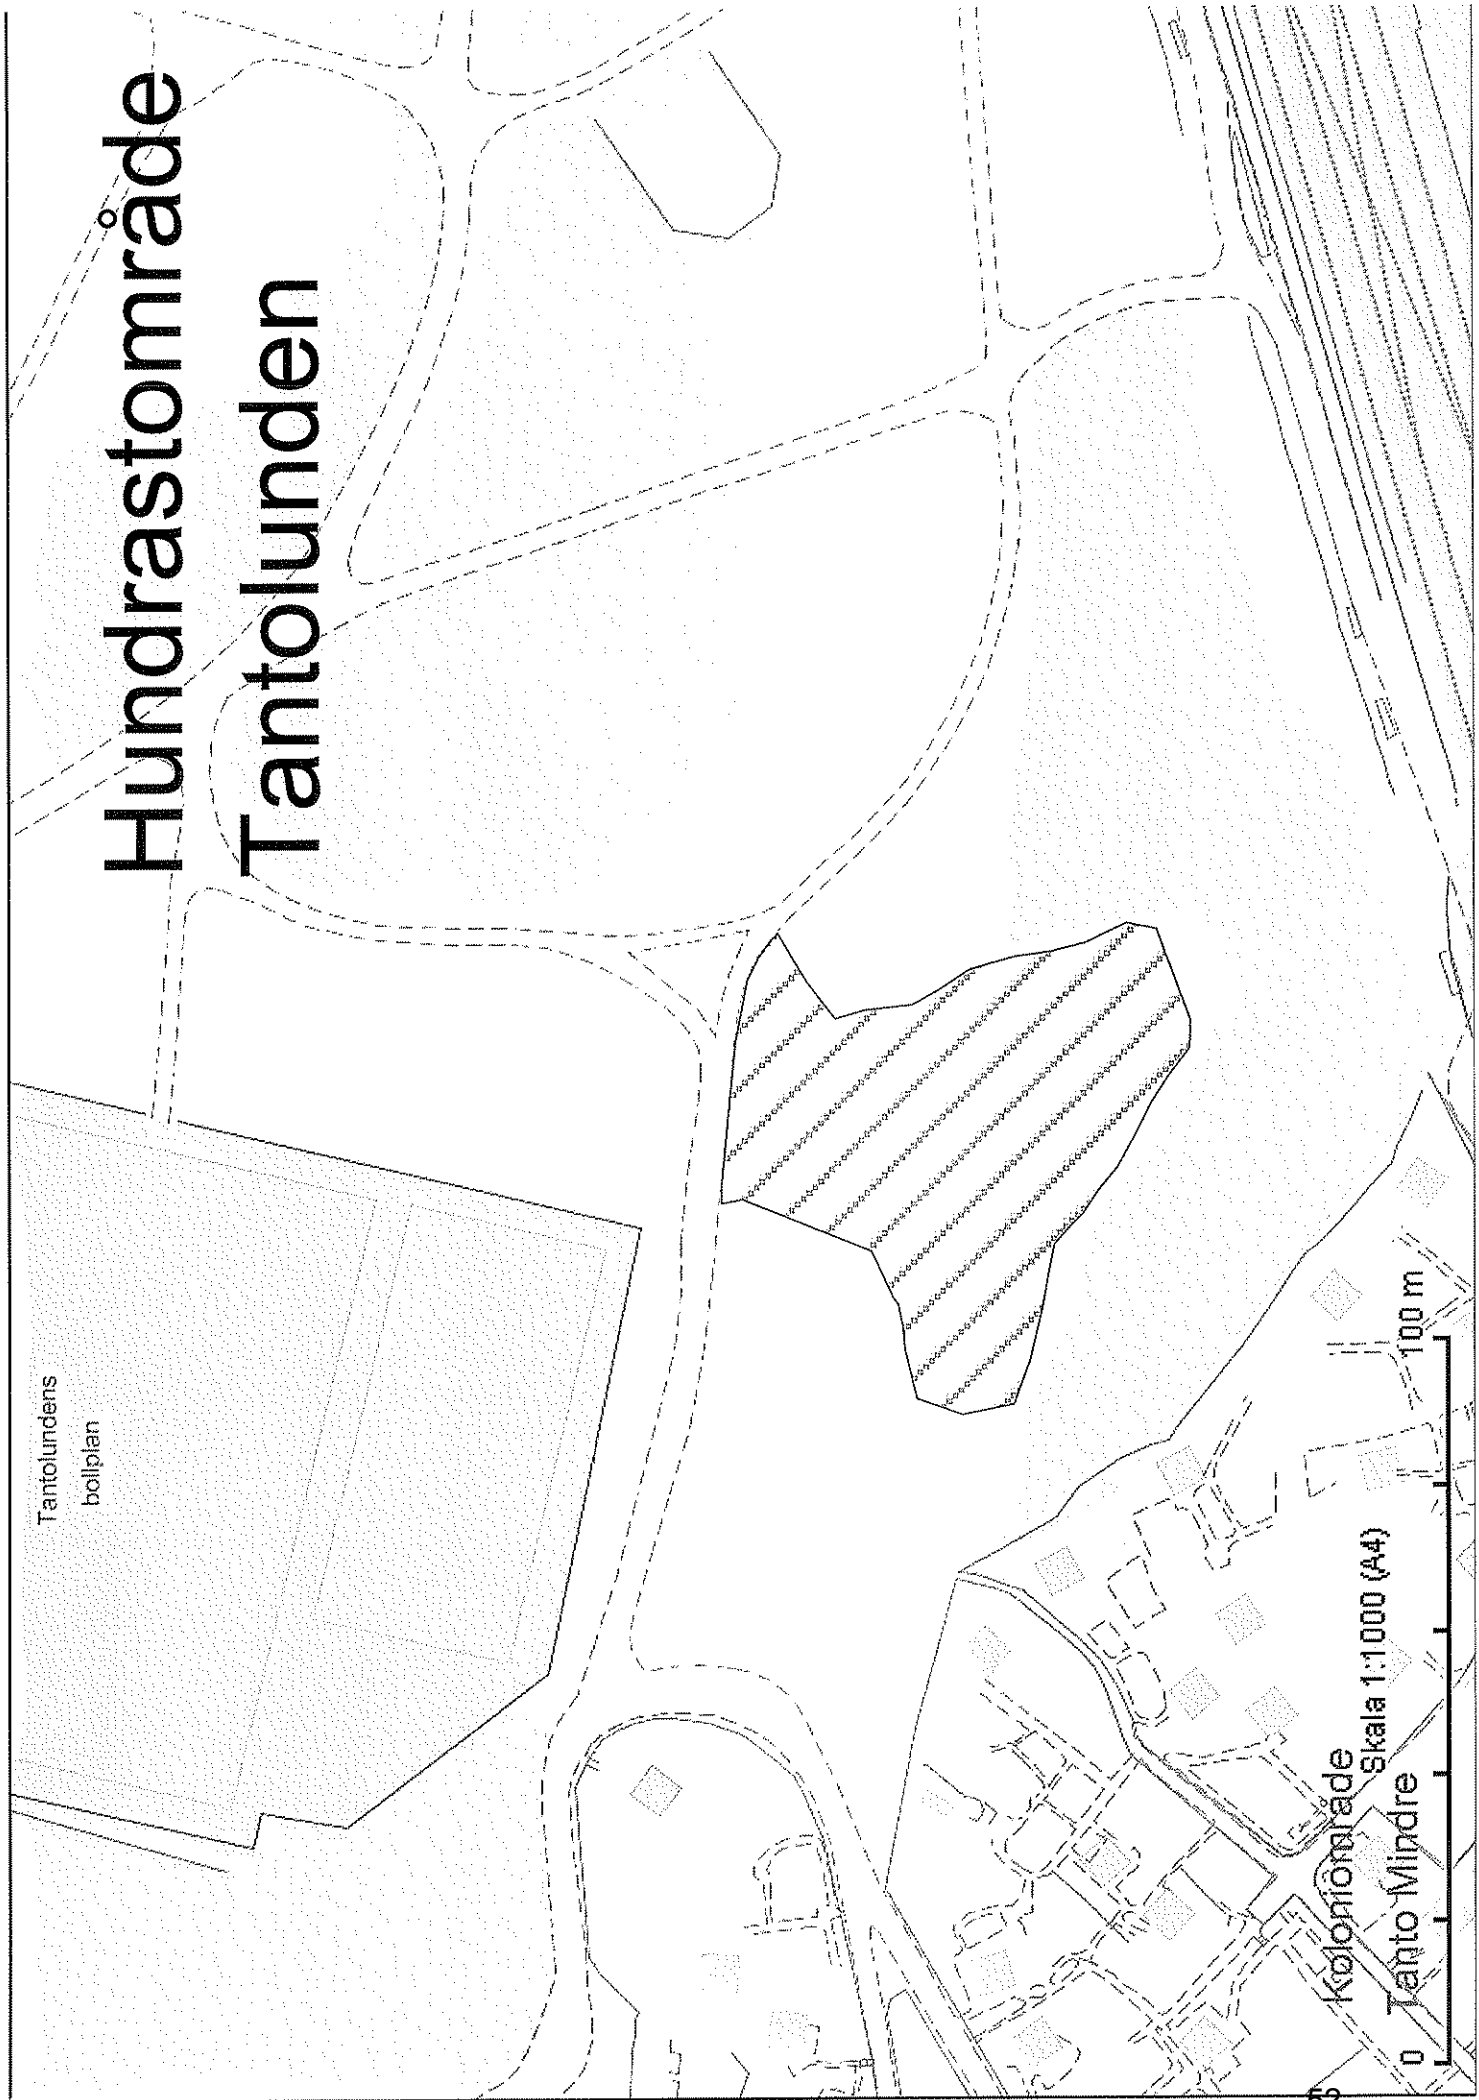 Hundrastområde
Tantolunden
Tantolundens
bollplan
Koloniområde
Tanto Mindre
Skala 1:1000 (A4)
0
100 m